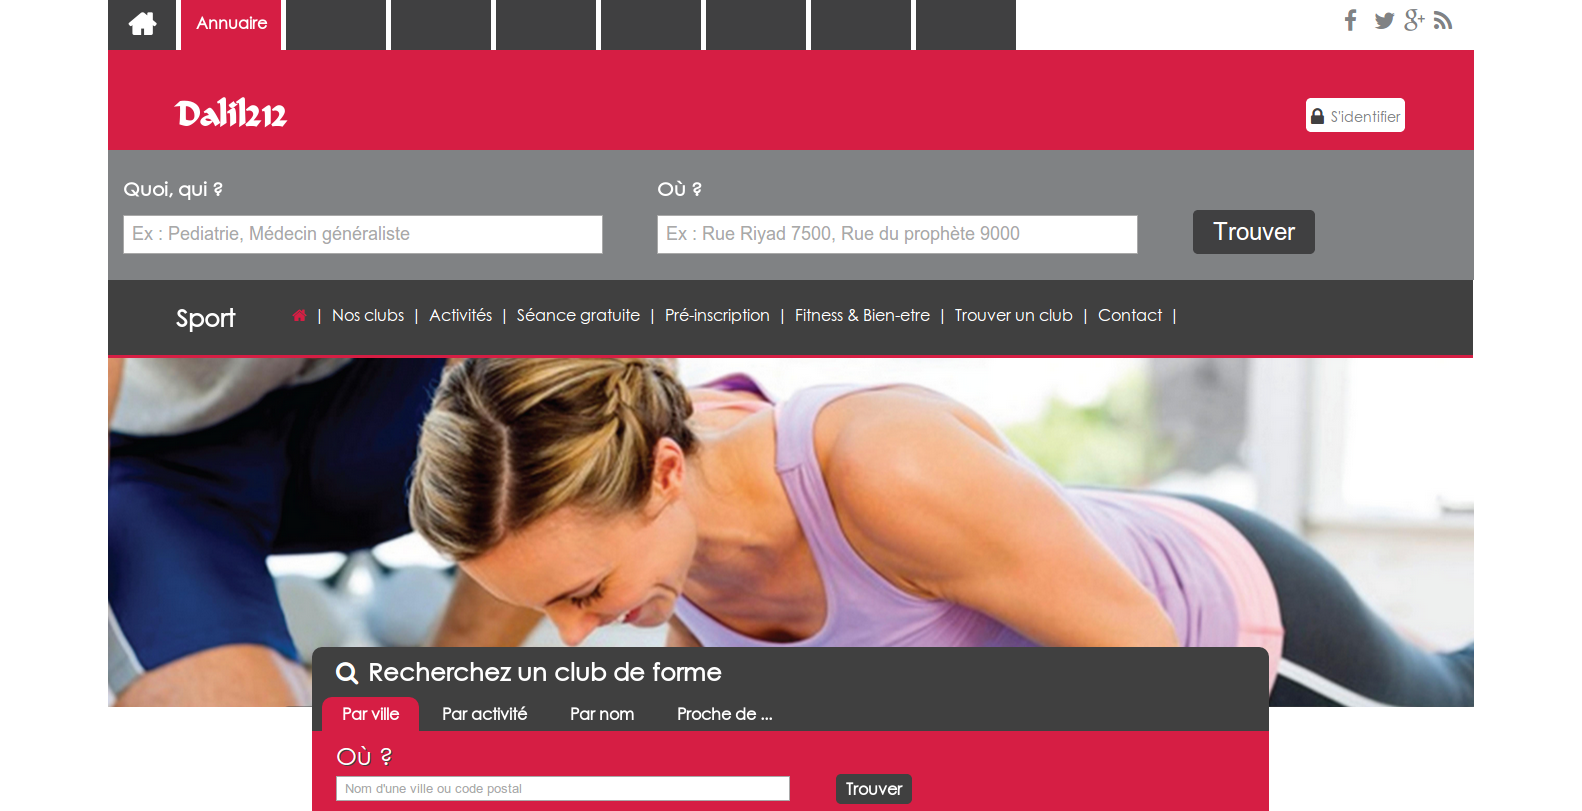 Annuaire
g+
Dalil212
S'identifier
Quoi, qui ?
Où ?
Ex : Pediatrie, Médecin généraliste
Ex : Rue Riyad 7500, Rue du prophète 9000
Trouver
Sport
| Nos clubs | Activités | Séance gratuite | Pré-inscription | Fitness & Bien-etre | Trouver un club | Contact |
Recherchez un club de forme
Par ville
Par activité
Par nom
Proche de ...
Où ?
Nom d'une ville ou code postal
Trouver